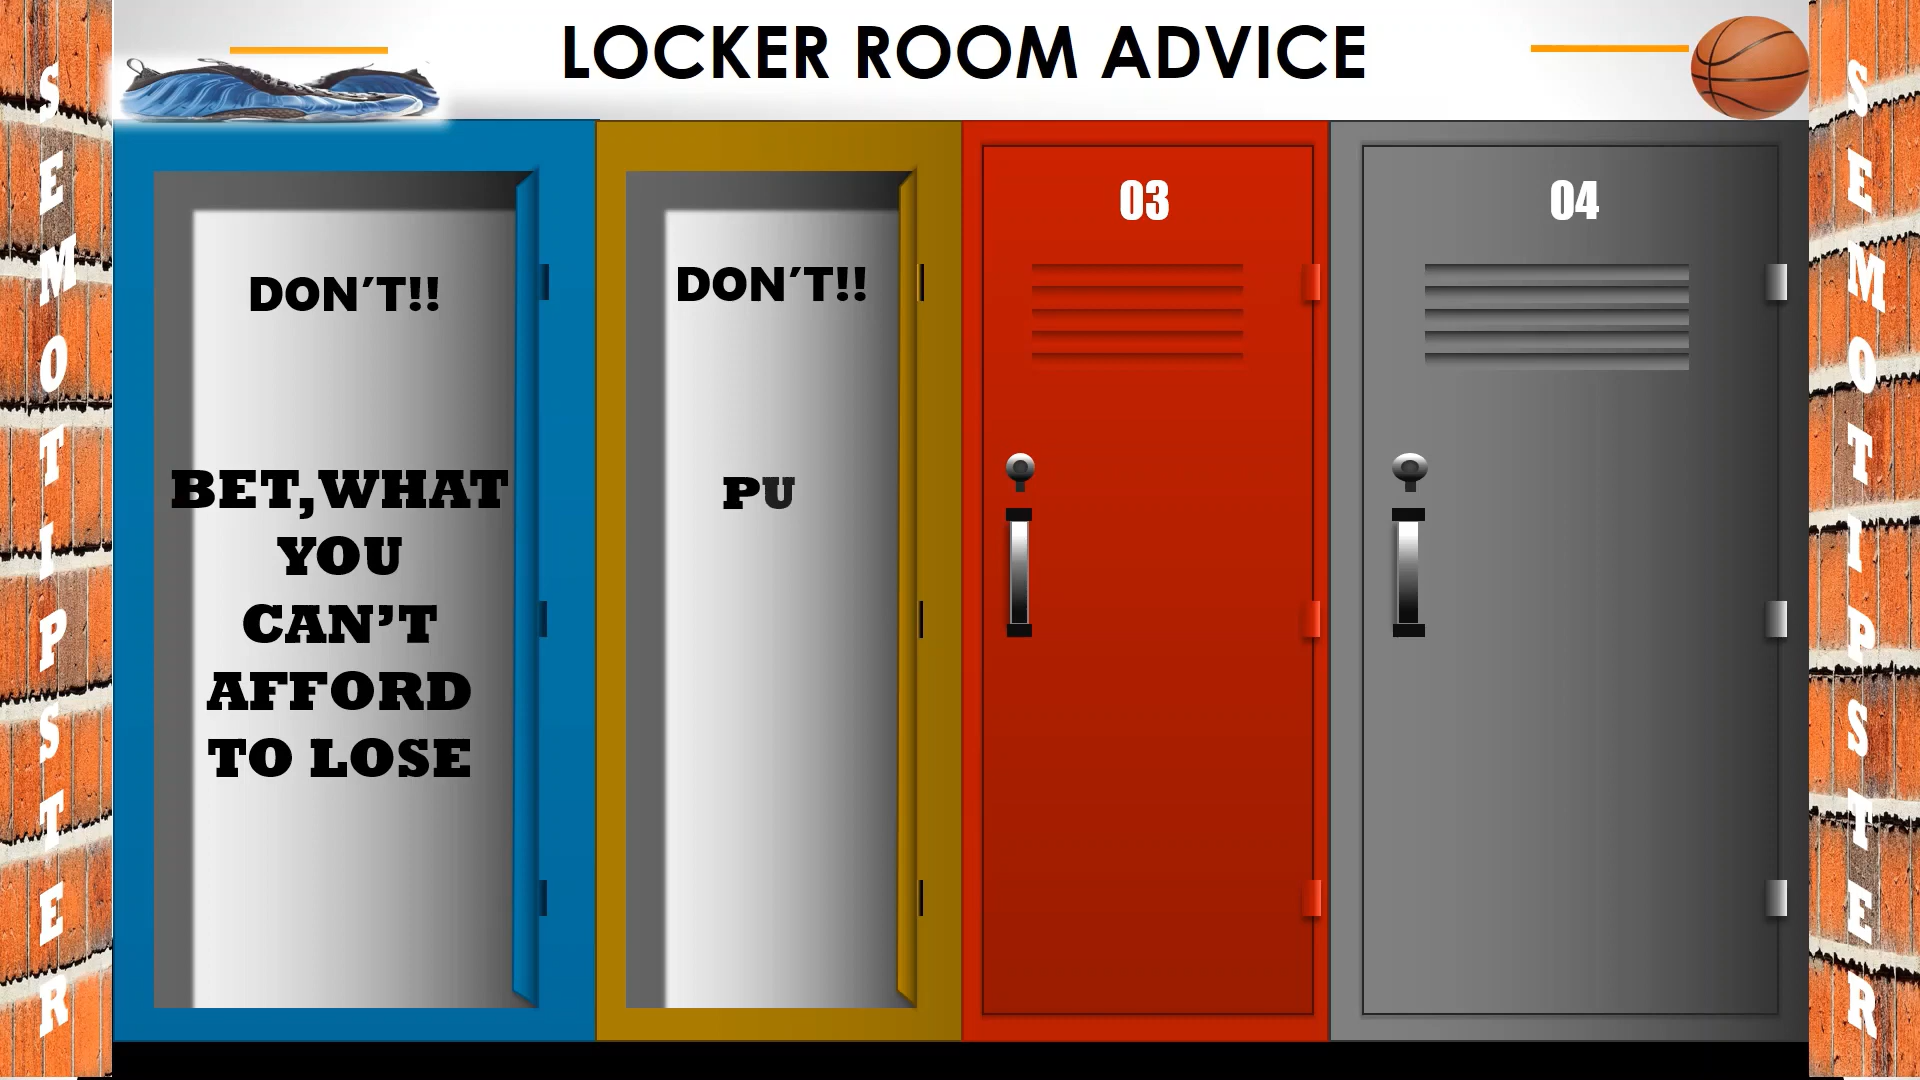 LOCKER ROOM ADVICE
SEMOTIPSTER
DON'T!!
BET,WHAT
YOU
CAN'T
AFFORD
TO LOSE
DON'T!!
PU
03
04
SEMOTIPSTER